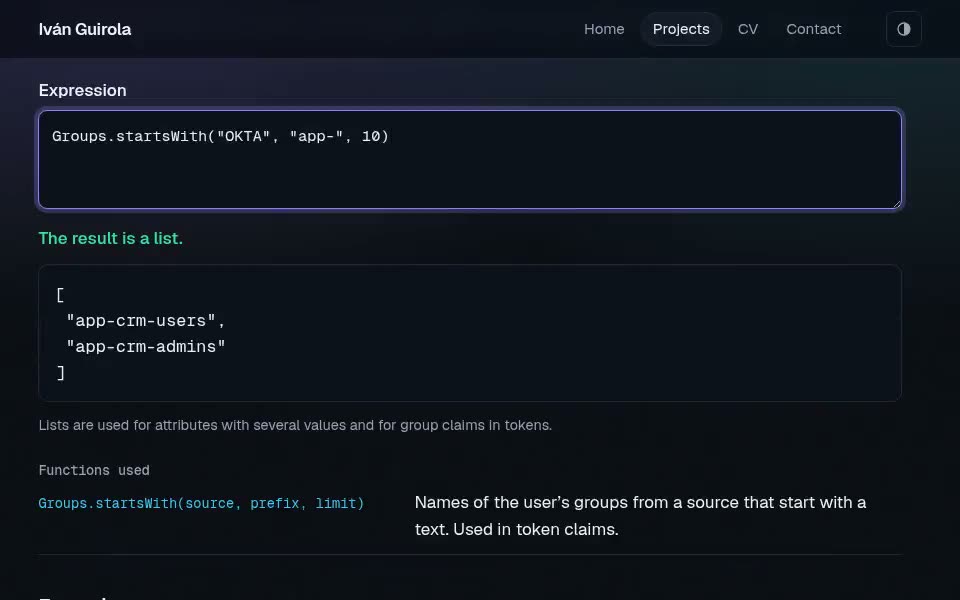 Iván Guirola
Home
Projects
CV
Contact
Expression
Groups.startsWith("OKTA", "app-", 10)
The result is a list.
[
"app-crm-users",
"app-crm-admins"
]
Lists are used for attributes with several values and for group claims in tokens.
Functions used
Groups.startsWith(source, prefix, limit)
Names of the user’s groups from a source that start with a
text. Used in token claims.